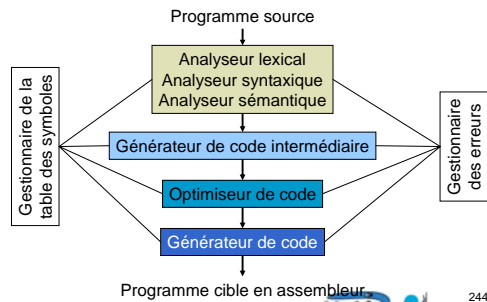 Programme source
Analyseur lexical
Analyseur syntaxique
Analyseur sémantique
Gestionnaire de la
table des symboles
Gestionnaire
des erreurs
Générateur de code intermédiaire
Optimiseur de code
Générateur de code
Programme cible en assembleur
244